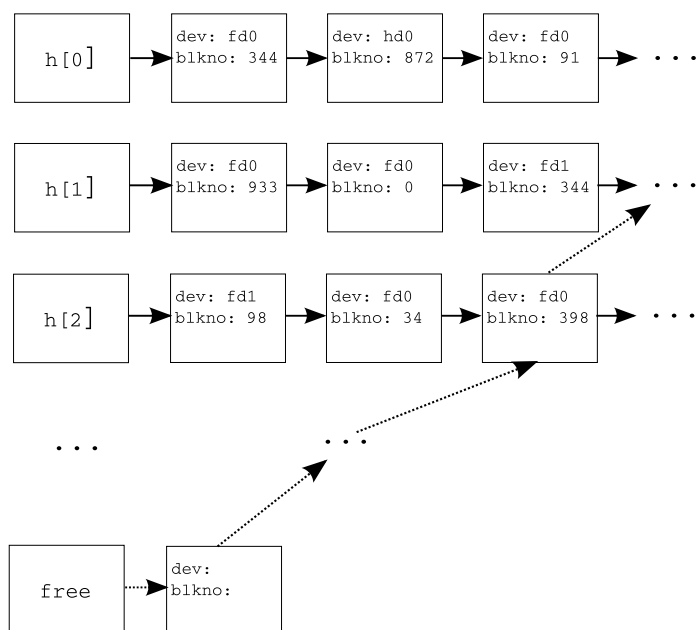 h[0]
dev: fd0
blkno: 344
dev: hd0
blkno: 872
dev: fd0
blkno: 91
...
h[1]
dev: fd0
blkno: 933
dev: fd0
blkno: 0
dev: fd1
blkno: 344
...
h[2]
dev: fd1
blkno: 98
dev: fd0
blkno: 34
dev: fd0
blkno: 398
...
...
...
free
dev:
blkno: